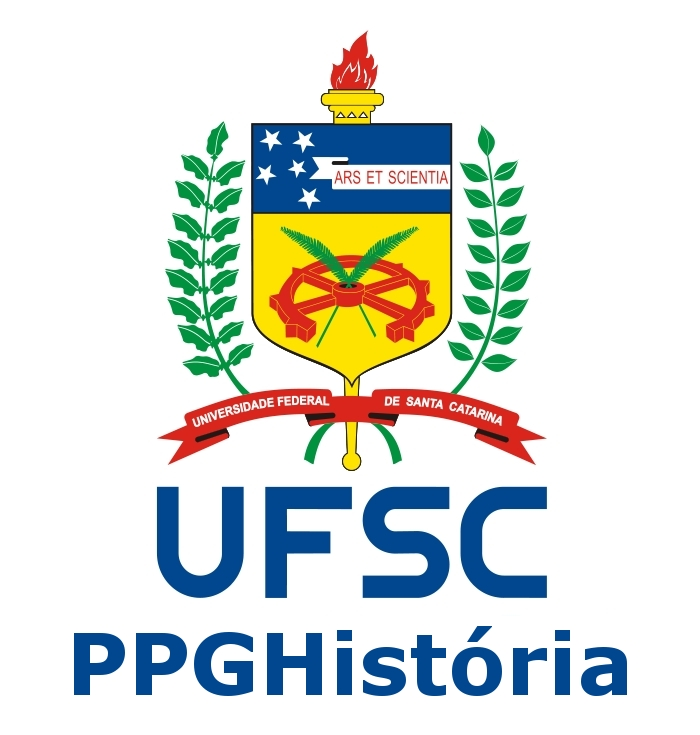 ARS ET SCIENTIA
UNIVERSIDADE FEDERAL DE SANTA CATARINA
UFSC
PPGHistória